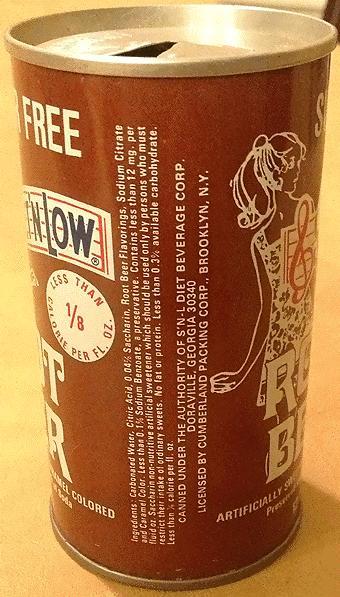 FREE
'N LOW®
LESS THAN
1/8
CALORIE PER FL. OZ.
T
R
CARAMEL COLORED
Soda
Ingredients: Carbonated Water, Citric Acid, 0.04% Saccharin, Root Beer Flavorings, Sodium Citrate
and Caramel Color. Less than 0.1% Sodium Benzoate, a preservative. Contains less than 12 mg. per
fluid oz. Saccharin non-nutritive artificial sweetener which should be used only by persons who must
restrict their intake of ordinary sweets. No fat or protein. Less than 0.3% available carbohydrate.
Less than ⅛ calorie per fl. oz.
CANNED UNDER THE AUTHORITY OF S'N'L DIET BEVERAGE CORP.
DORAVILLE, GEORGIA 30340
LICENSED BY CUMBERLAND PACKING CORP., BROOKLYN, N.Y.
S
R
B
ARTIFICIALLY